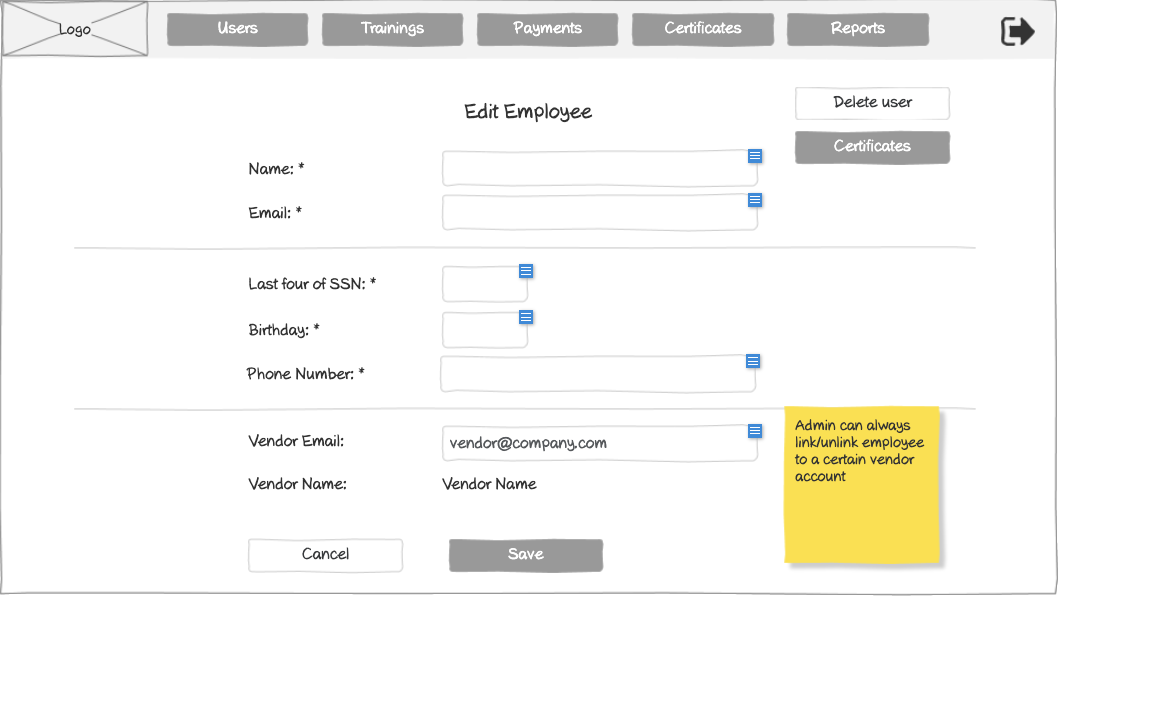 Logo
Users
Trainings
Payments
Certificates
Reports
Edit Employee
Delete user
Certificates
Name: *
Email: *
Last four of SSN: *
Birthday: *
Phone Number: *
Vendor Email:
vendor@company.com
Vendor Name:
Vendor Name
Admin can always
link/unlink employee
to a certain vendor
account
Cancel
Save